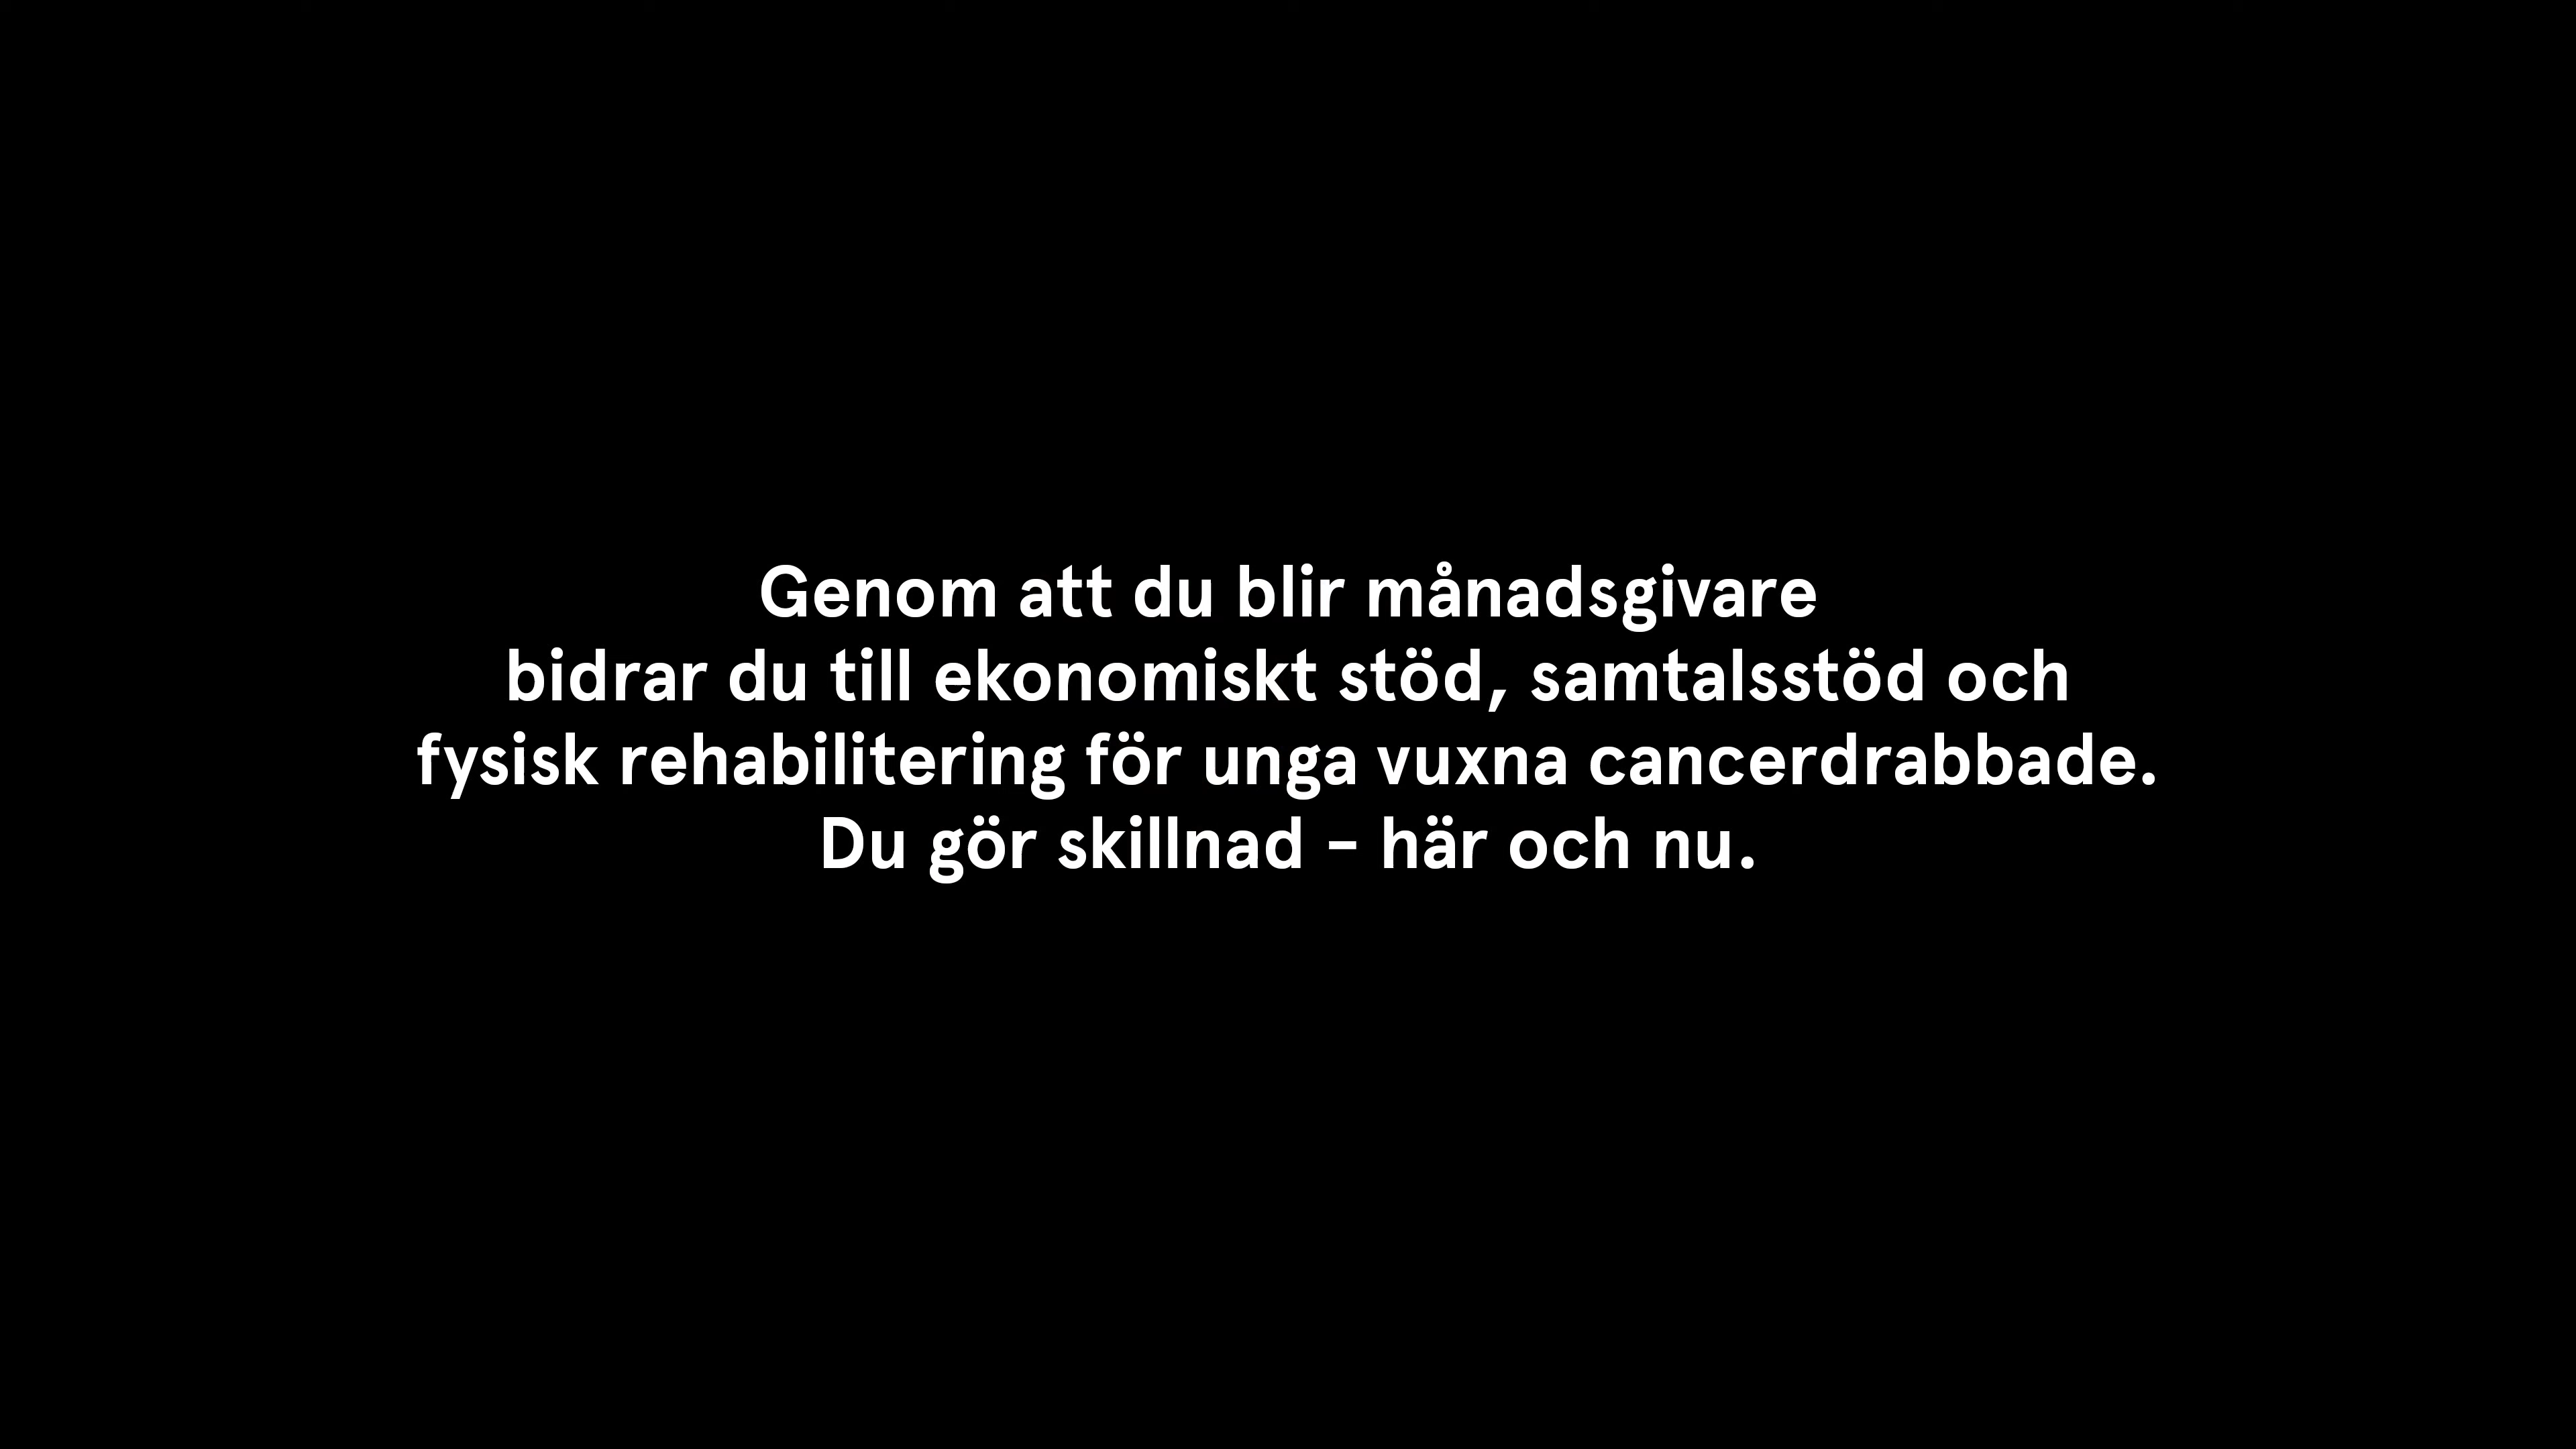 Genom att du blir månadsgivare
bidrar du till ekonomiskt stöd, samtalsstöd och
fysisk rehabilitering för unga vuxna cancerdrabbade.
Du gör skillnad – här och nu.